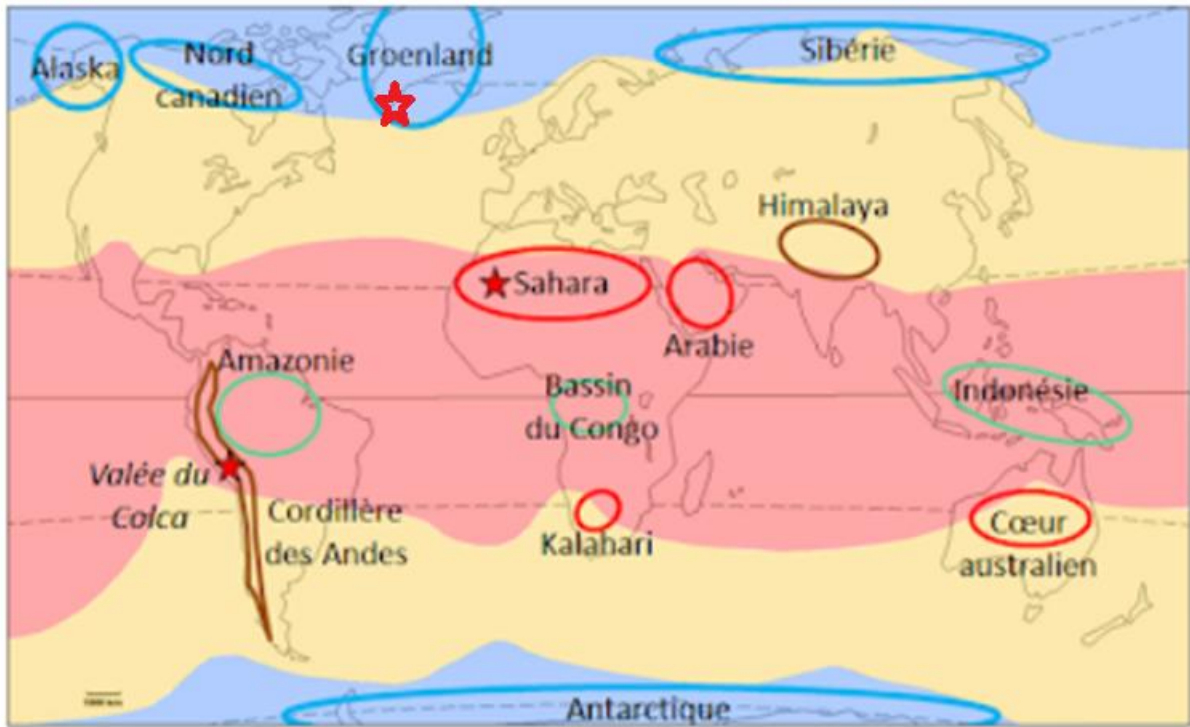 Alaska
Nord
canadien
Groenland
Sibérie
Himalaya
Sahara
Arabie
Amazonie
Bassin
du Congo
Indonésie
Valée du
Colca
Cordillère
des Andes
Kalahari
Cœur
australien
Antarctique